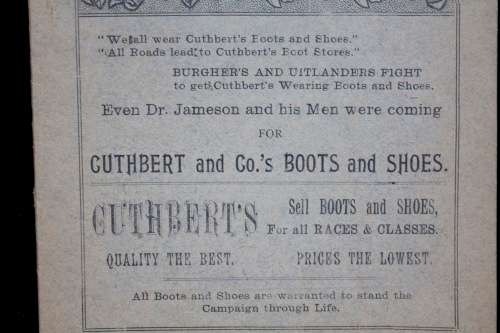 "We all wear Cuthbert's Boots and Shoes."
"All Roads lead to Cuthbert's Boot Stores."
BURGHER'S AND UITLANDERS FIGHT
to get Cuthbert's Wearing Boots and Shoes.
Even Dr. Jameson and his Men were coming
FOR
CUTHBERT and Co.'s BOOTS and SHOES.
CUTHBERT'S
Sell BOOTS and SHOES,
For all RACES & CLASSES.
QUALITY THE BEST. PRICES THE LOWEST.
All Boots and Shoes are warranted to stand the
Campaign through Life.